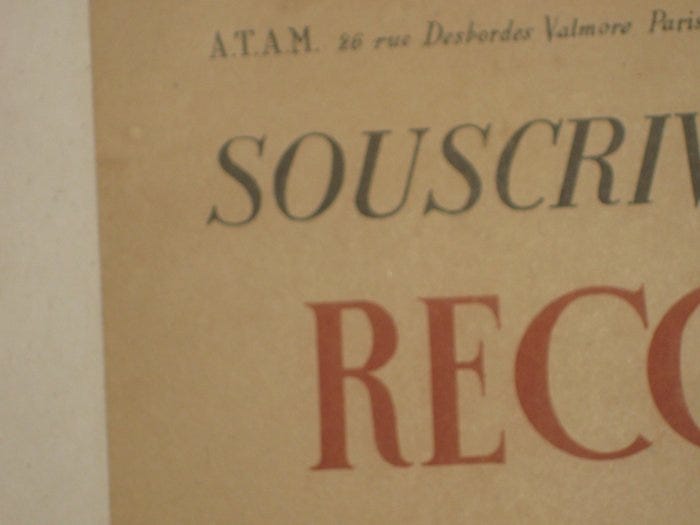 A.T.A.M. 26 rue Desbordes Valmore Paris
SOUSCRIV
RECO